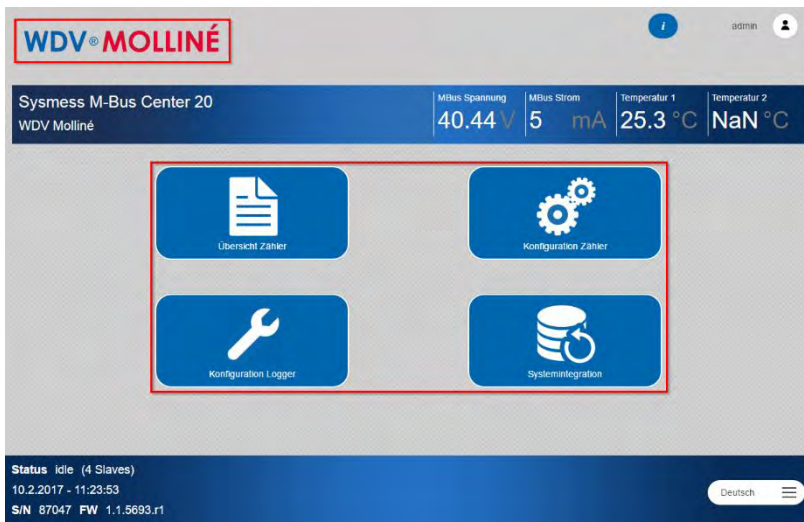 WDV® MOLLINÉ
i
admin
Sysmess M-Bus Center 20
WDV Molliné
MBus Spannung
40.44 V
MBus Strom
5 mA
Temperatur 1
25.3 °C
Temperatur 2
NaN °C
Übersicht Zähler
Konfiguration Zähler
Konfiguration Logger
Systemintegration
Status Idle (4 Slaves)
10.2.2017 - 11:23:53
S/N 87047 FW 1.1.5693.r1
Deutsch